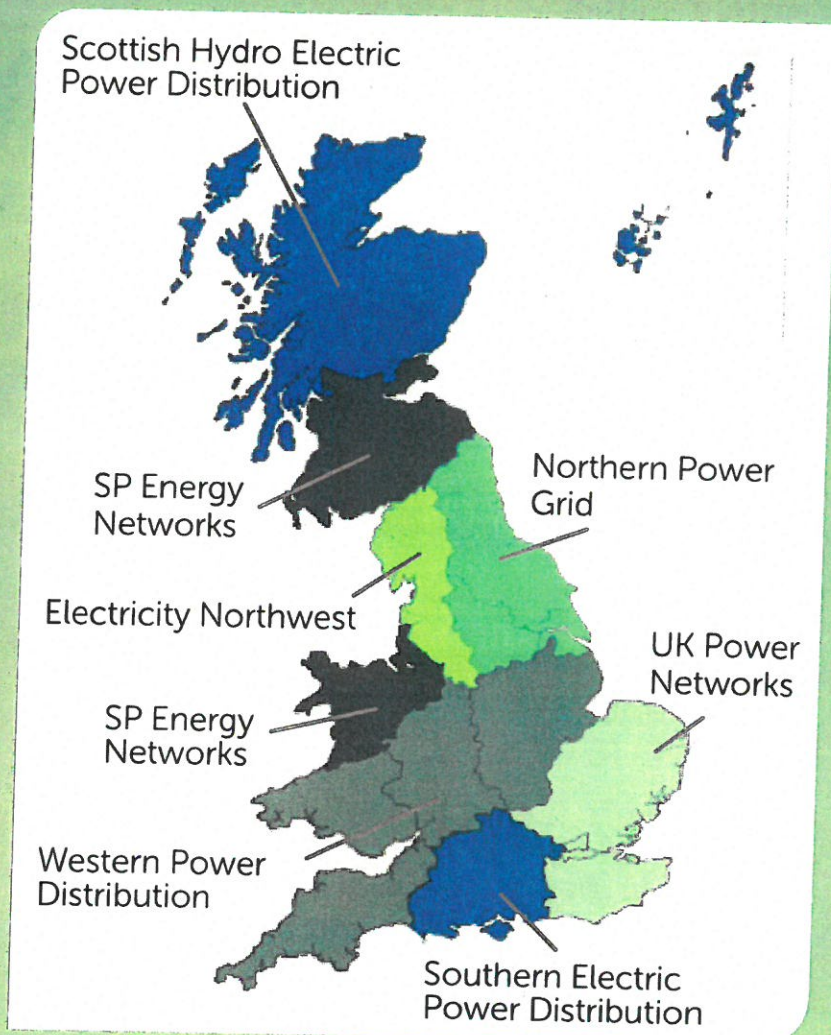 Scottish Hydro Electric
Power Distribution
SP Energy
Networks
Northern Power
Grid
Electricity Northwest
UK Power
Networks
SP Energy
Networks
Western Power
Distribution
Southern Electric
Power Distribution